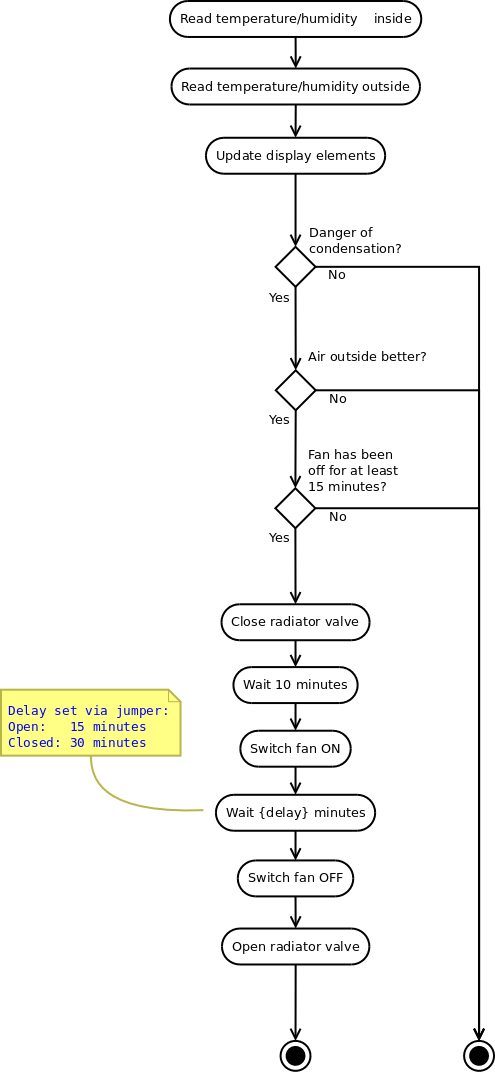 Read temperature/humidity    inside
Read temperature/humidity outside
Update display elements
Danger of
condensation?
No
Yes
Air outside better?
No
Yes
Fan has been
off for at least
15 minutes?
No
Yes
Close radiator valve
Wait 10 minutes
Delay set via jumper:
Open:   15 minutes
Closed: 30 minutes
Switch fan ON
Wait {delay} minutes
Switch fan OFF
Open radiator valve